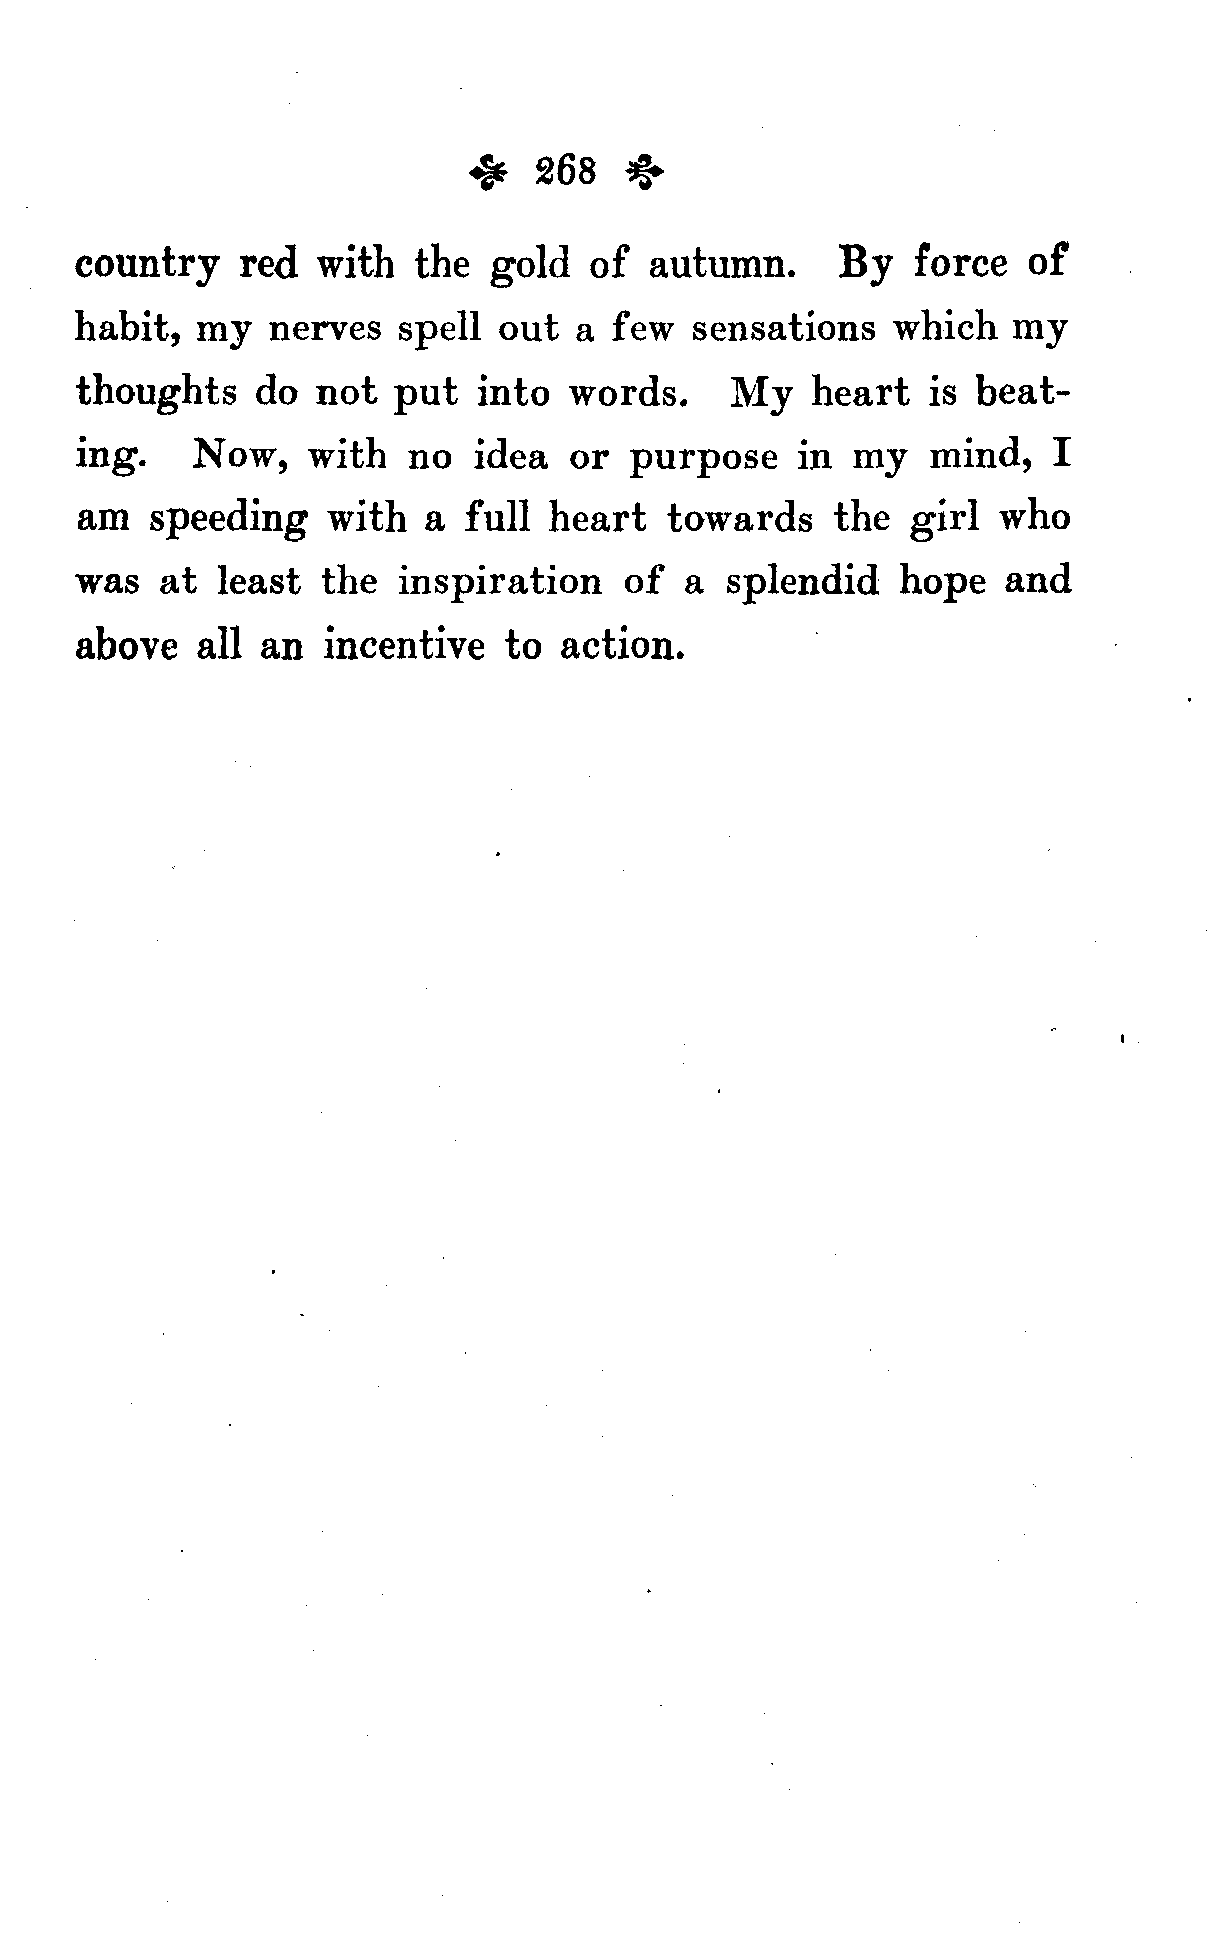 268
country red with the gold of autumn. By force of
habit, my nerves spell out a few sensations which my
thoughts do not put into words. My heart is beat-
ing. Now, with no idea or purpose in my mind, I
am speeding with a full heart towards the girl who
was at least the inspiration of a splendid hope and
above all an incentive to action.